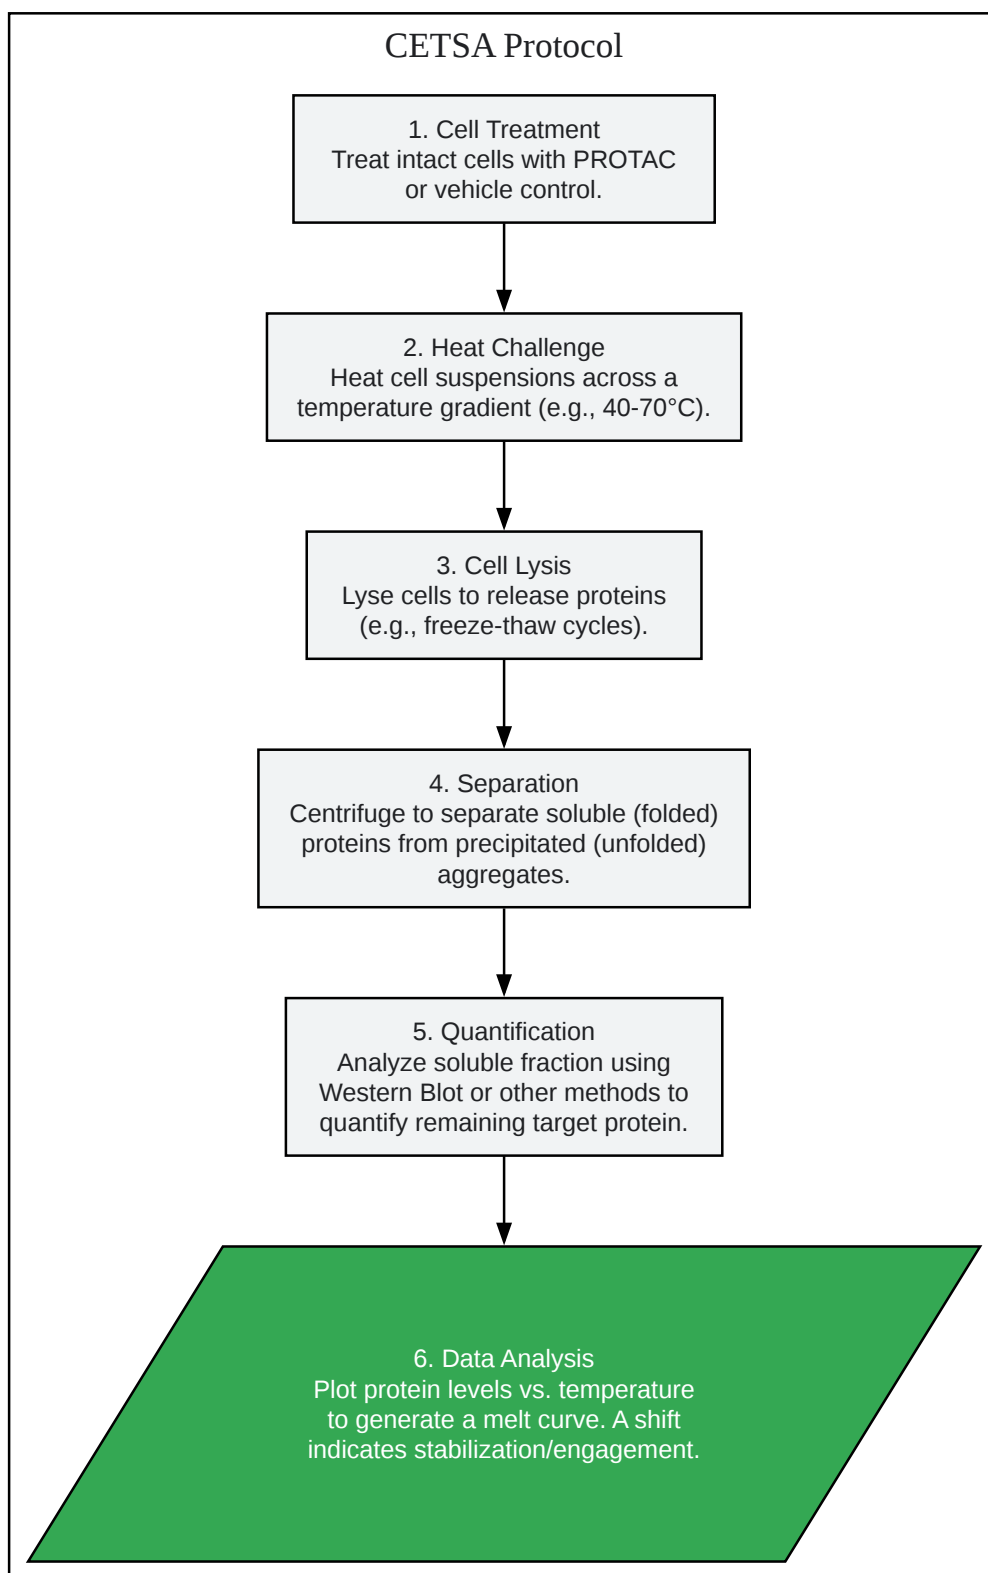 CETSA Protocol
1. Cell Treatment
Treat intact cells with PROTAC
or vehicle control.
2. Heat Challenge
Heat cell suspensions across a
temperature gradient (e.g., 40-70°C).
3. Cell Lysis
Lyse cells to release proteins
(e.g., freeze-thaw cycles).
4. Separation
Centrifuge to separate soluble (folded)
proteins from precipitated (unfolded)
aggregates.
5. Quantification
Analyze soluble fraction using
Western Blot or other methods to
quantify remaining target protein.
6. Data Analysis
Plot protein levels vs. temperature
to generate a melt curve. A shift
indicates stabilization/engagement.